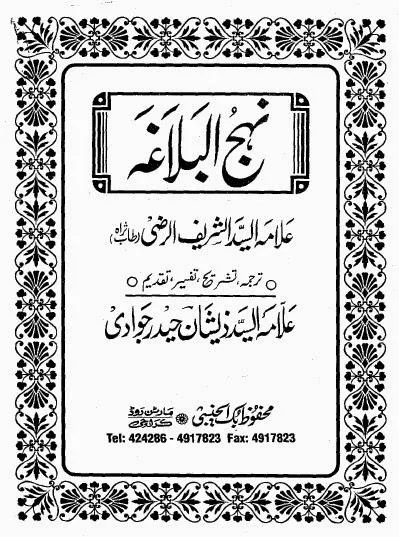 نہج البلاغہ
علامہ السید الشریف الرضی (طاب ثراہ)
ترجمہ، تشریح، تفسیر، تقدیم
علامہ السید ذیشان حیدر جوادی
محفوظ بک ایجنسی مارٹن روڈ کراچی
Tel: 424286 - 4917823 Fax: 4917823